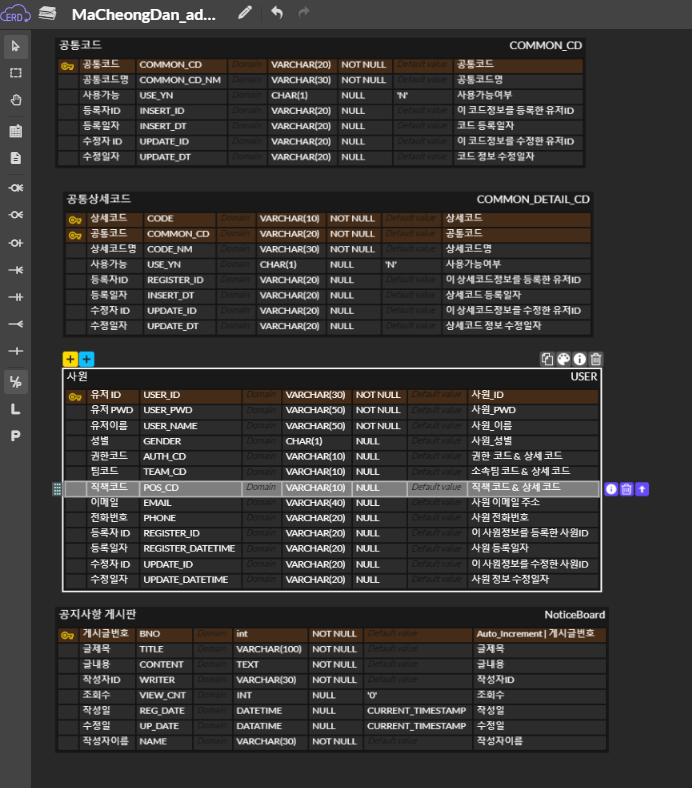 ERD
MaCheongDan_ad...
공통코드 COMMON_CD
공통코드 COMMON_CD Domain VARCHAR(20) NOT NULL Default value 공통코드
공통코드명 COMMON_CD_NM Domain VARCHAR(30) NOT NULL Default value 공통코드명
사용가능 USE_YN Domain CHAR(1) NULL 'N' 사용가능여부
등록자ID INSERT_ID Domain VARCHAR(20) NULL Default value 이 코드정보를 등록한 유저ID
등록일자 INSERT_DT Domain VARCHAR(20) NULL Default value 코드 등록일자
수정자 ID UPDATE_ID Domain VARCHAR(20) NULL Default value 이 코드정보를 수정한 유저ID
수정일자 UPDATE_DT Domain VARCHAR(20) NULL Default value 코드 정보 수정일자
공통상세코드 COMMON_DETAIL_CD
상세코드 CODE Domain VARCHAR(10) NOT NULL Default value 상세코드
공통코드 COMMON_CD Domain VARCHAR(20) NOT NULL Default value 공통코드
상세코드명 CODE_NM Domain VARCHAR(30) NOT NULL Default value 상세코드명
사용가능 USE_YN Domain CHAR(1) NULL 'N' 사용가능여부
등록자ID REGISTER_ID Domain VARCHAR(20) NULL Default value 이 상세코드정보를 등록한 유저ID
등록일자 INSERT_DT Domain VARCHAR(20) NULL Default value 상세코드 등록일자
수정자 ID UPDATE_ID Domain VARCHAR(20) NULL Default value 이 상세코드정보를 수정한 유저ID
수정일자 UPDATE_DT Domain VARCHAR(20) NULL Default value 상세코드 정보 수정일자
사원 USER
유저 ID USER_ID Domain VARCHAR(30) NOT NULL Default value 사원_ID
유저 PWD USER_PWD Domain VARCHAR(50) NOT NULL Default value 사원_PWD
유저이름 USER_NAME Domain VARCHAR(50) NOT NULL Default value 사원_이름
성별 GENDER Domain CHAR(1) NULL Default value 사원_성별
권한코드 AUTH_CD Domain VARCHAR(10) NULL Default value 권한 코드 & 상세 코드
팀코드 TEAM_CD Domain VARCHAR(10) NULL Default value 소속팀 코드 & 상세 코드
직책코드 POS_CD Domain VARCHAR(10) NULL Default value 직책 코드 & 상세 코드
이메일 EMAIL Domain VARCHAR(40) NULL Default value 사원 이메일 주소
전화번호 PHONE Domain VARCHAR(20) NULL Default value 사원 전화번호
등록자 ID REGISTER_ID Domain VARCHAR(20) NULL Default value 이 사원정보를 등록한 사원ID
등록일자 REGISTER_DATETIME Domain VARCHAR(20) NULL Default value 사원 등록일자
수정자 ID UPDATE_ID Domain VARCHAR(20) NULL Default value 이 사원정보를 수정한 사원ID
수정일자 UPDATE_DATETIME Domain VARCHAR(20) NULL Default value 사원 정보 수정일자
공지사항 게시판 NoticeBoard
게시글번호 BNO Domain int NOT NULL Default value Auto_Increment | 게시글번호
글제목 TITLE Domain VARCHAR(100) NOT NULL Default value 글제목
글내용 CONTENT Domain TEXT NOT NULL Default value 글내용
작성자ID WRITER Domain VARCHAR(30) NOT NULL Default value 작성자ID
조회수 VIEW_CNT Domain INT NULL '0' 조회수
작성일 REG_DATE Domain DATETIME NULL CURRENT_TIMESTAMP 작성일
수정일 UP_DATE Domain DATATIME NULL CURRENT_TIMESTAMP 수정일
작성자이름 NAME Domain VARCHAR(30) NOT NULL Default value 작성자이름
1/P
L
P